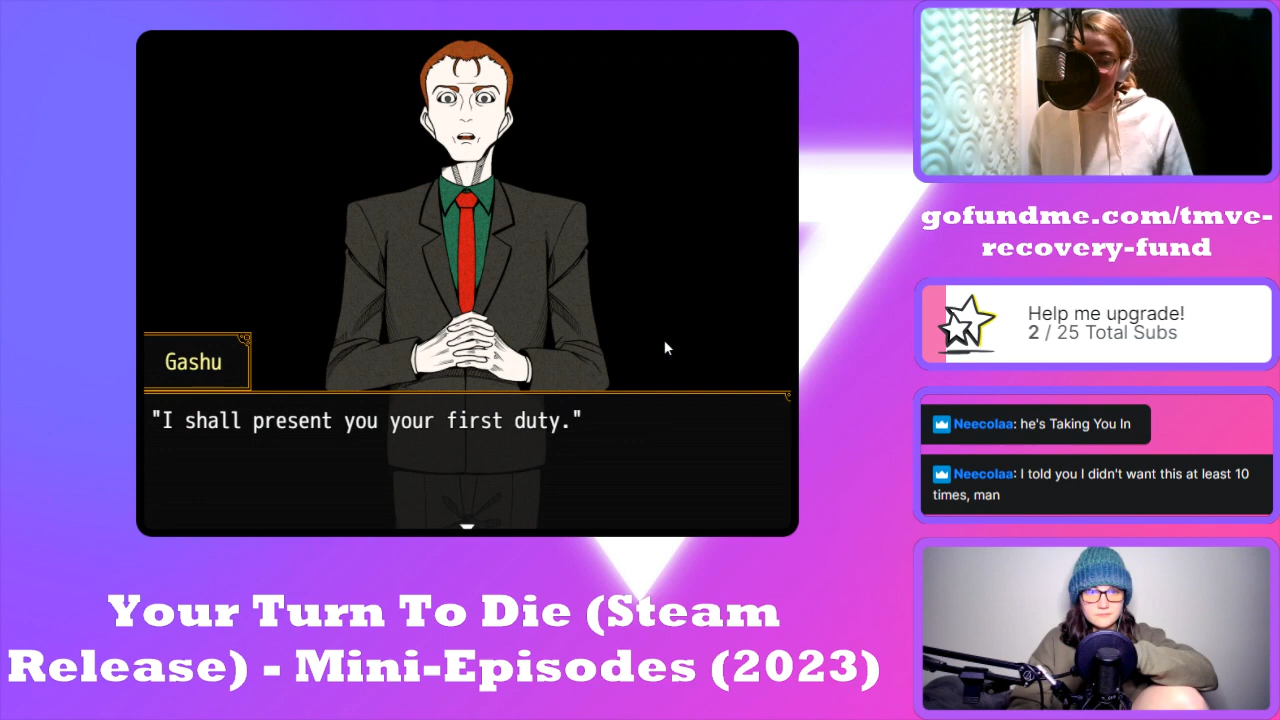 Gashu
"I shall present you your first duty."
gofundme.com/tmve-
recovery-fund
Help me upgrade!
2 / 25 Total Subs
Neecolaa: he's Taking You In
Neecolaa: I told you I didn't want this at least 10
times, man
Your Turn To Die (Steam
Release) - Mini-Episodes (2023)